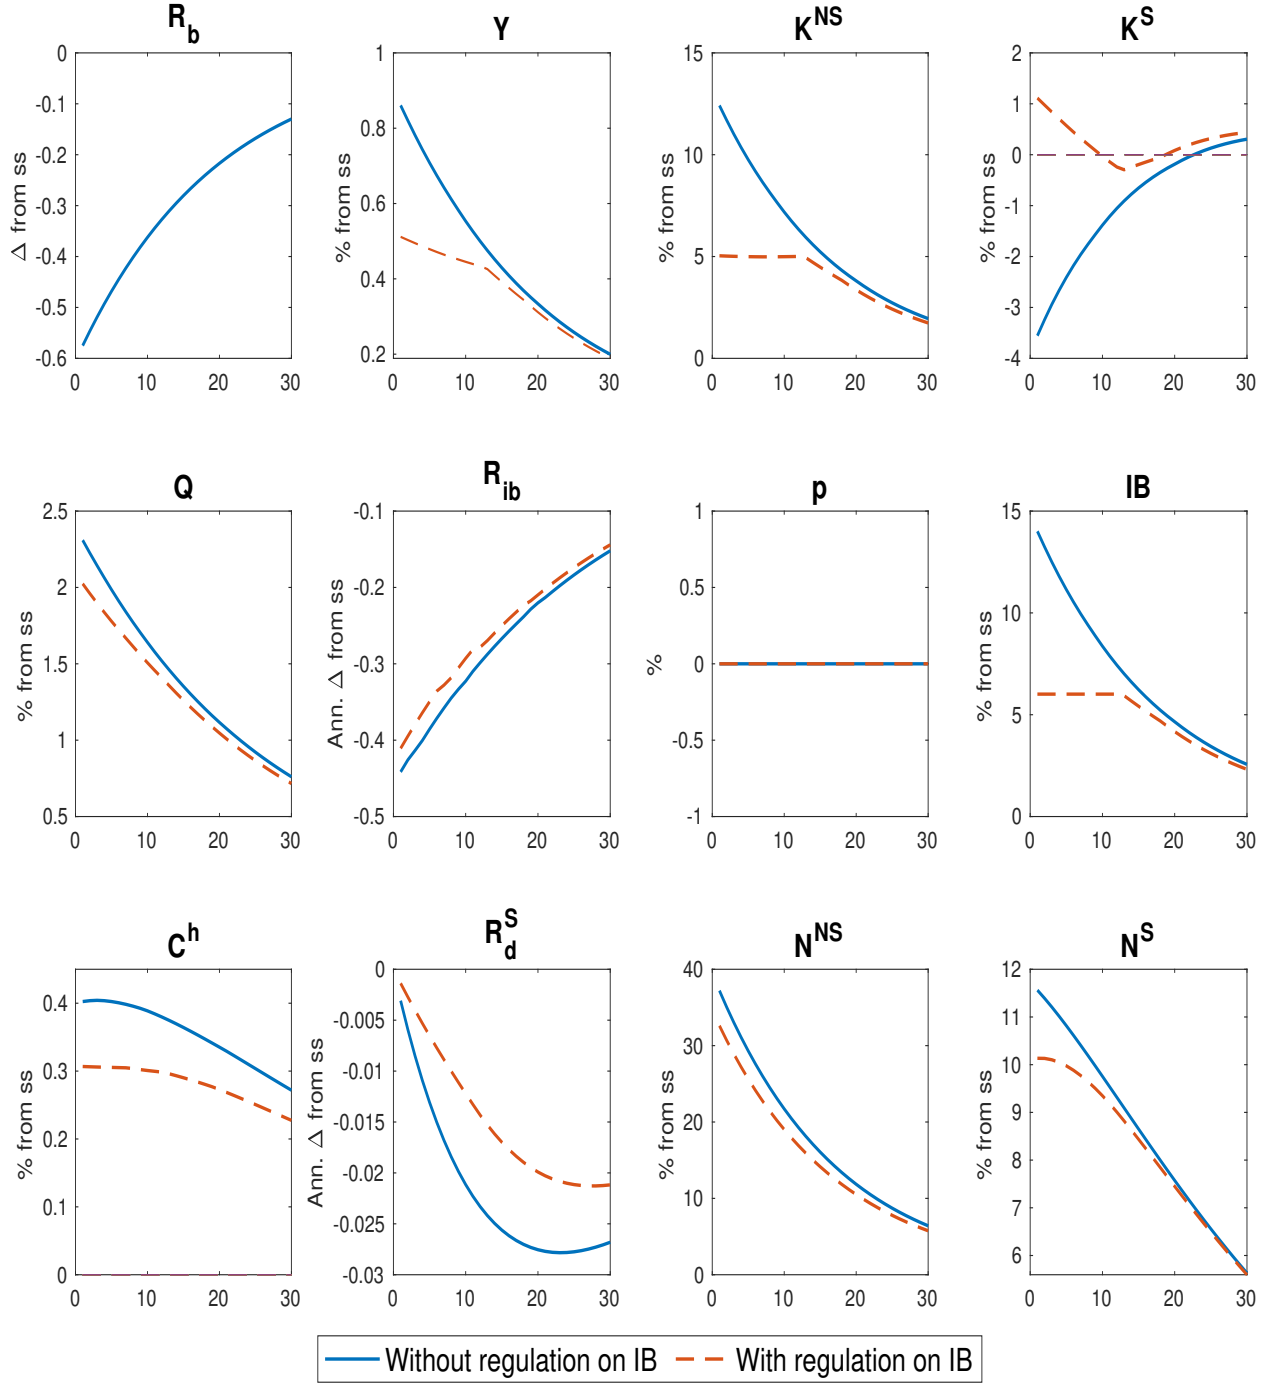 R_b
Y
K^NS
K^S
0
-0.1
-0.2
-0.3
-0.4
-0.5
-0.6
Δ from ss
0 10 20 30
1
0.8
0.6
0.4
0.2
% from ss
0 10 20 30
15
10
5
0
% from ss
0 10 20 30
2
1
0
-1
-2
-3
-4
% from ss
0 10 20 30
Q
R_ib
p
IB
2.5
2
1.5
1
0.5
% from ss
0 10 20 30
-0.1
-0.2
-0.3
-0.4
-0.5
Ann. Δ from ss
0 10 20 30
1
0.5
0
-0.5
-1
%
0 10 20 30
15
10
5
0
% from ss
0 10 20 30
C^h
R_d^S
N^NS
N^S
0.4
0.3
0.2
0.1
0
% from ss
0 10 20 30
0
-0.005
-0.01
-0.015
-0.02
-0.025
-0.03
Ann. Δ from ss
0 10 20 30
40
30
20
10
0
% from ss
0 10 20 30
12
11
10
9
8
7
6
% from ss
0 10 20 30
Without regulation on IB
With regulation on IB